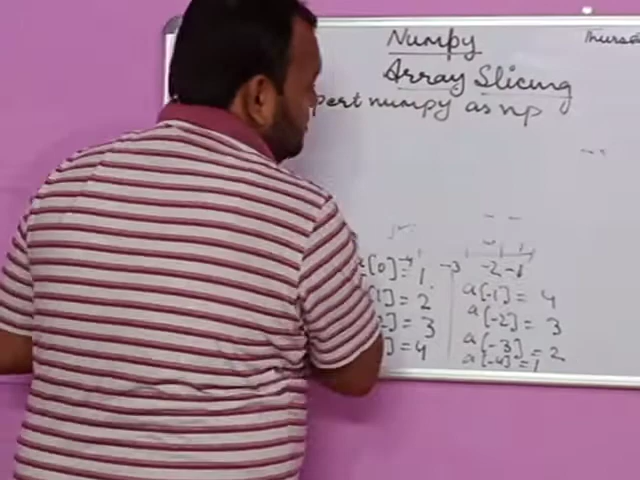 Numpy
Array Slicing
port numpy as np
-3 -2 -1
[0] = 1
1] = 2
2] = 3
] = 4
a[-1] = 4
a[-2] = 3
a[-3] = 2
a[-4] = 1